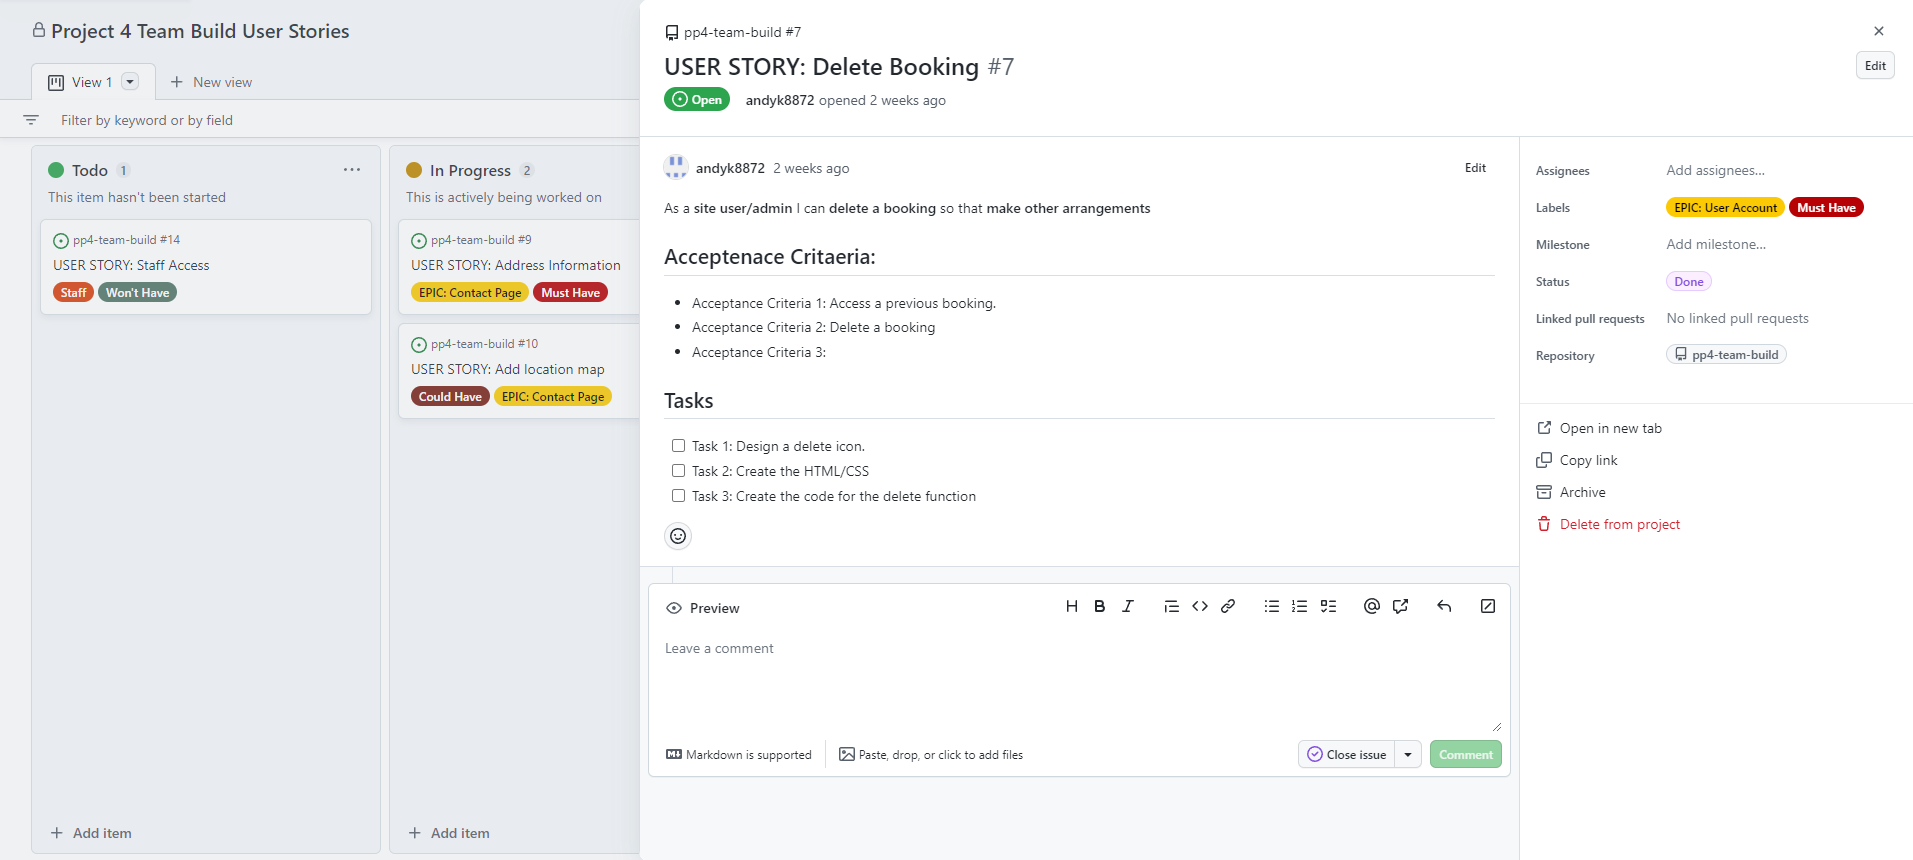 Project 4 Team Build User Stories
View 1
New view
Filter by keyword or by field
Todo 1
This item hasn't been started
pp4-team-build #14
USER STORY: Staff Access
Staff Won't Have
Add item
In Progress 2
This is actively being worked on
pp4-team-build #9
USER STORY: Address Information
EPIC: Contact Page Must Have
pp4-team-build #10
USER STORY: Add location map
Could Have EPIC: Contact Page
Add item
pp4-team-build #7
USER STORY: Delete Booking #7
Edit
Open andyk8872 opened 2 weeks ago
andyk8872 2 weeks ago Edit
As a site user/admin I can delete a booking so that make other arrangements
Acceptenace Critaeria:
Acceptance Criteria 1: Access a previous booking.
Acceptance Criteria 2: Delete a booking
Acceptance Criteria 3:
Tasks
Task 1: Design a delete icon.
Task 2: Create the HTML/CSS
Task 3: Create the code for the delete function
Preview
Leave a comment
Markdown is supported
Paste, drop, or click to add files
Close issue
Comment
Assignees Add assignees...
Labels EPIC: User Account Must Have
Milestone Add milestone...
Status Done
Linked pull requests No linked pull requests
Repository pp4-team-build
Open in new tab
Copy link
Archive
Delete from project